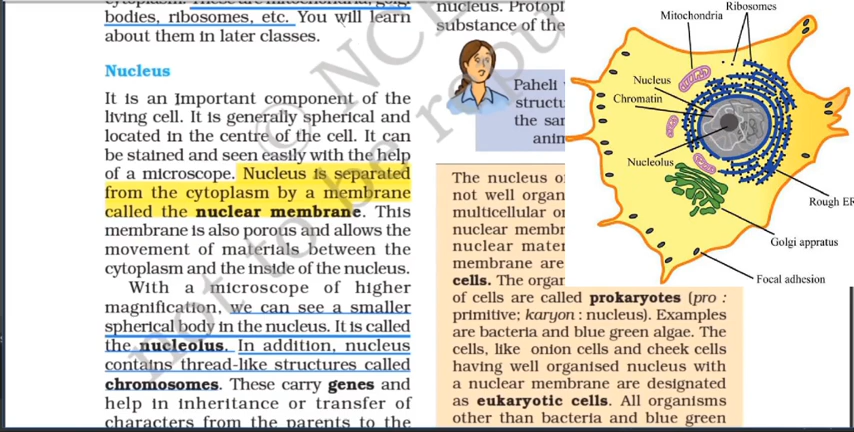 bodies, ribosomes, etc. You will learn
about them in later classes.
Nucleus
It is an important component of the
living cell. It is generally spherical and
located in the centre of the cell. It can
be stained and seen easily with the help
of a microscope. Nucleus is separated
from the cytoplasm by a membrane
called the nuclear membrane. This
membrane is also porous and allows the
movement of materials between the
cytoplasm and the inside of the nucleus.
With a microscope of higher
magnification, we can see a smaller
spherical body in the nucleus. It is called
the nucleolus. In addition, nucleus
contains thread-like structures called
chromosomes. These carry genes and
help in inheritance or transfer of
characters from the parents to the
nucleus.
substance of the
Paheli
the
The nucleus
not well
multicellular
nuclear
nuclear
membrane are
cells. The
of cells are called prokaryotes (pro :
primitive; karyon : nucleus). Examples
are bacteria and blue green algae. The
cells, like onion cells and cheek cells
having well organised nucleus with
a nuclear membrane are designated
as eukaryotic cells. All organisms
other than bacteria and blue green
Mitochondria
Ribosomes
Nucleus
Chromatin
Nucleolus
Rough ER
Golgi appratus
Focal adhesion
© NC
not to be